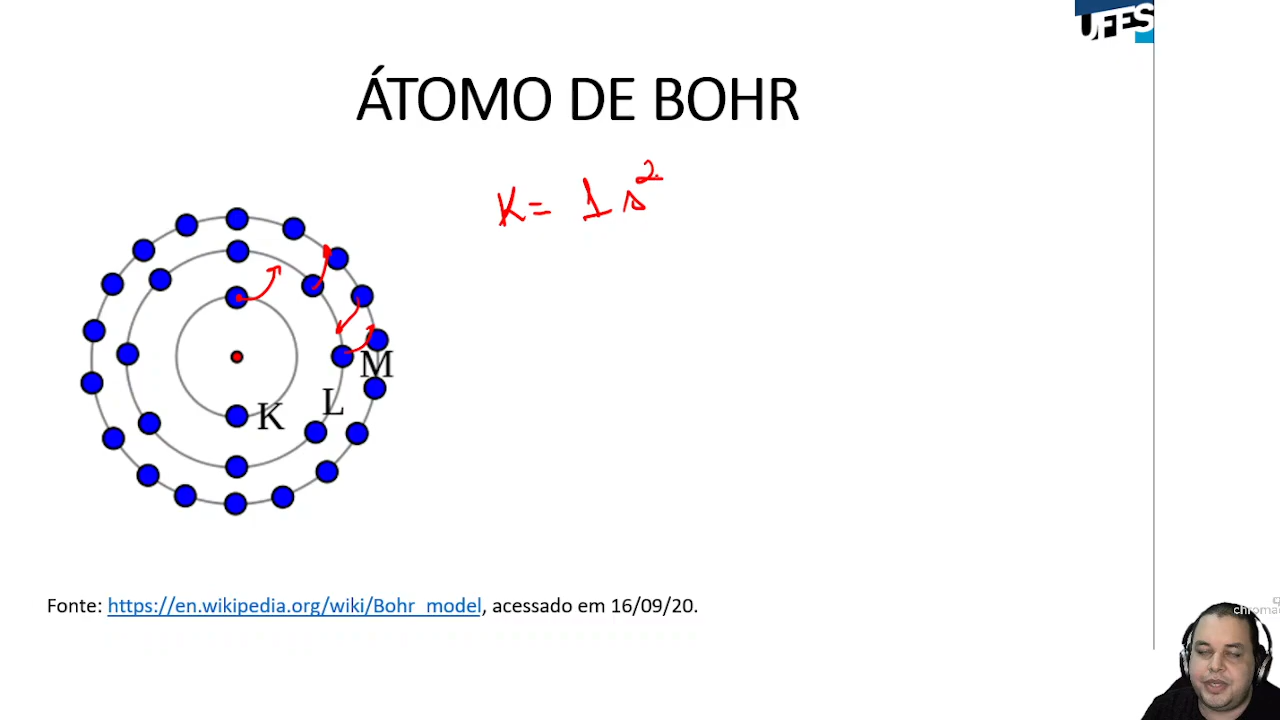 UFES
ÁTOMO DE BOHR
K = 1s²
M
L
K
Fonte: https://en.wikipedia.org/wiki/Bohr_model, acessado em 16/09/20.